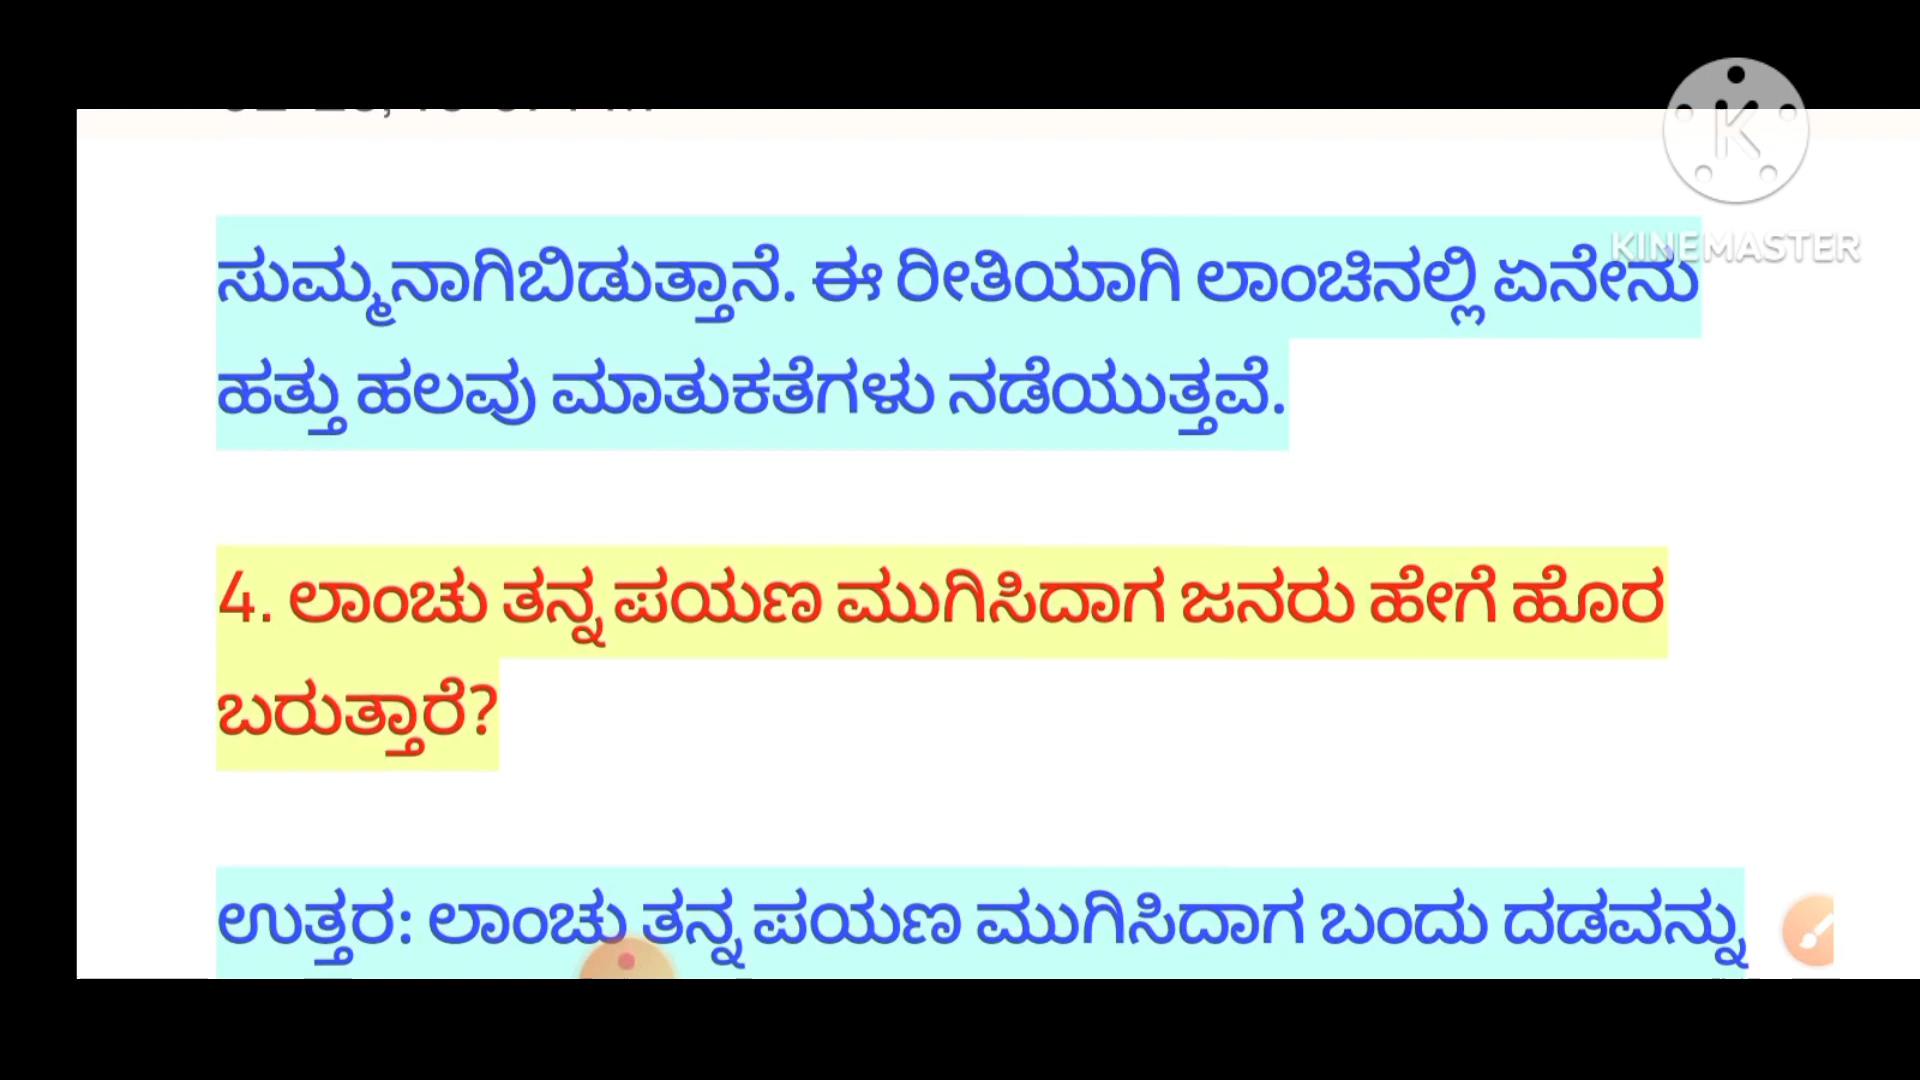 K
KINEMASTER
ಸುಮ್ಮನಾಗಿಬಿಡುತ್ತಾನೆ. ಈ ರೀತಿಯಾಗಿ ಲಾಂಚಿನಲ್ಲಿ ಏನೇನು
ಹತ್ತು ಹಲವು ಮಾತುಕತೆಗಳು ನಡೆಯುತ್ತವೆ.
4. ಲಾಂಚು ತನ್ನ ಪಯಣ ಮುಗಿಸಿದಾಗ ಜನರು ಹೇಗೆ ಹೊರ
ಬರುತ್ತಾರೆ?
ಉತ್ತರ: ಲಾಂಚು ತನ್ನ ಪಯಣ ಮುಗಿಸಿದಾಗ ಬಂದು ದಡವನ್ನು